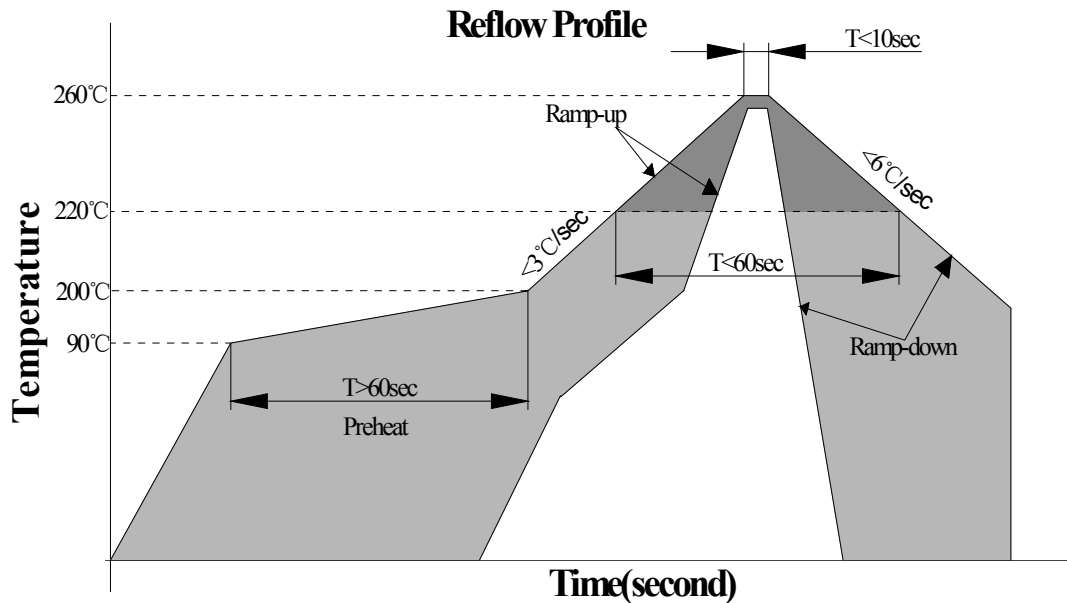 Reflow Profile
T<10sec
260℃
Ramp-up
<6℃/sec
220℃
<3℃/sec
T<60sec
200℃
90℃
Ramp-down
T>60sec
Preheat
Temperature
Time(second)